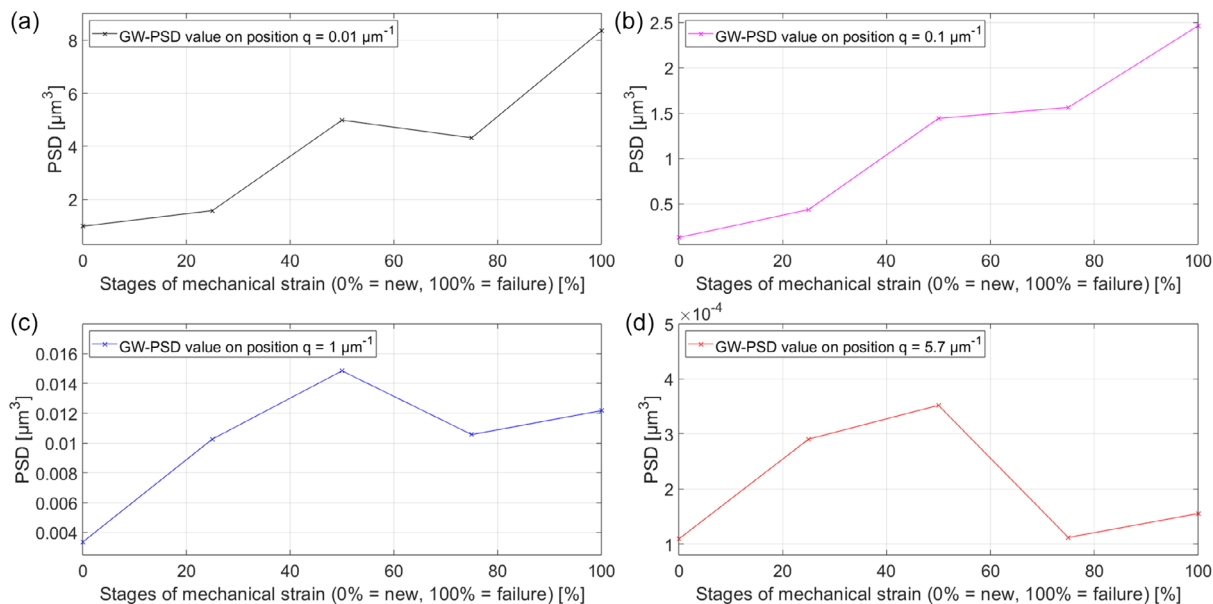 (a)
GW-PSD value on position q = 0.01 µm⁻¹
PSD [µm³]
8
6
4
2
0 20 40 60 80 100
Stages of mechanical strain (0% = new, 100% = failure) [%]
(b)
GW-PSD value on position q = 0.1 µm⁻¹
PSD [µm³]
2.5
2
1.5
1
0.5
0 20 40 60 80 100
Stages of mechanical strain (0% = new, 100% = failure) [%]
(c)
GW-PSD value on position q = 1 µm⁻¹
PSD [µm³]
0.016
0.014
0.012
0.01
0.008
0.006
0.004
0 20 40 60 80 100
Stages of mechanical strain (0% = new, 100% = failure) [%]
(d)
×10⁻⁴
GW-PSD value on position q = 5.7 µm⁻¹
PSD [µm³]
5
4
3
2
1
0 20 40 60 80 100
Stages of mechanical strain (0% = new, 100% = failure) [%]